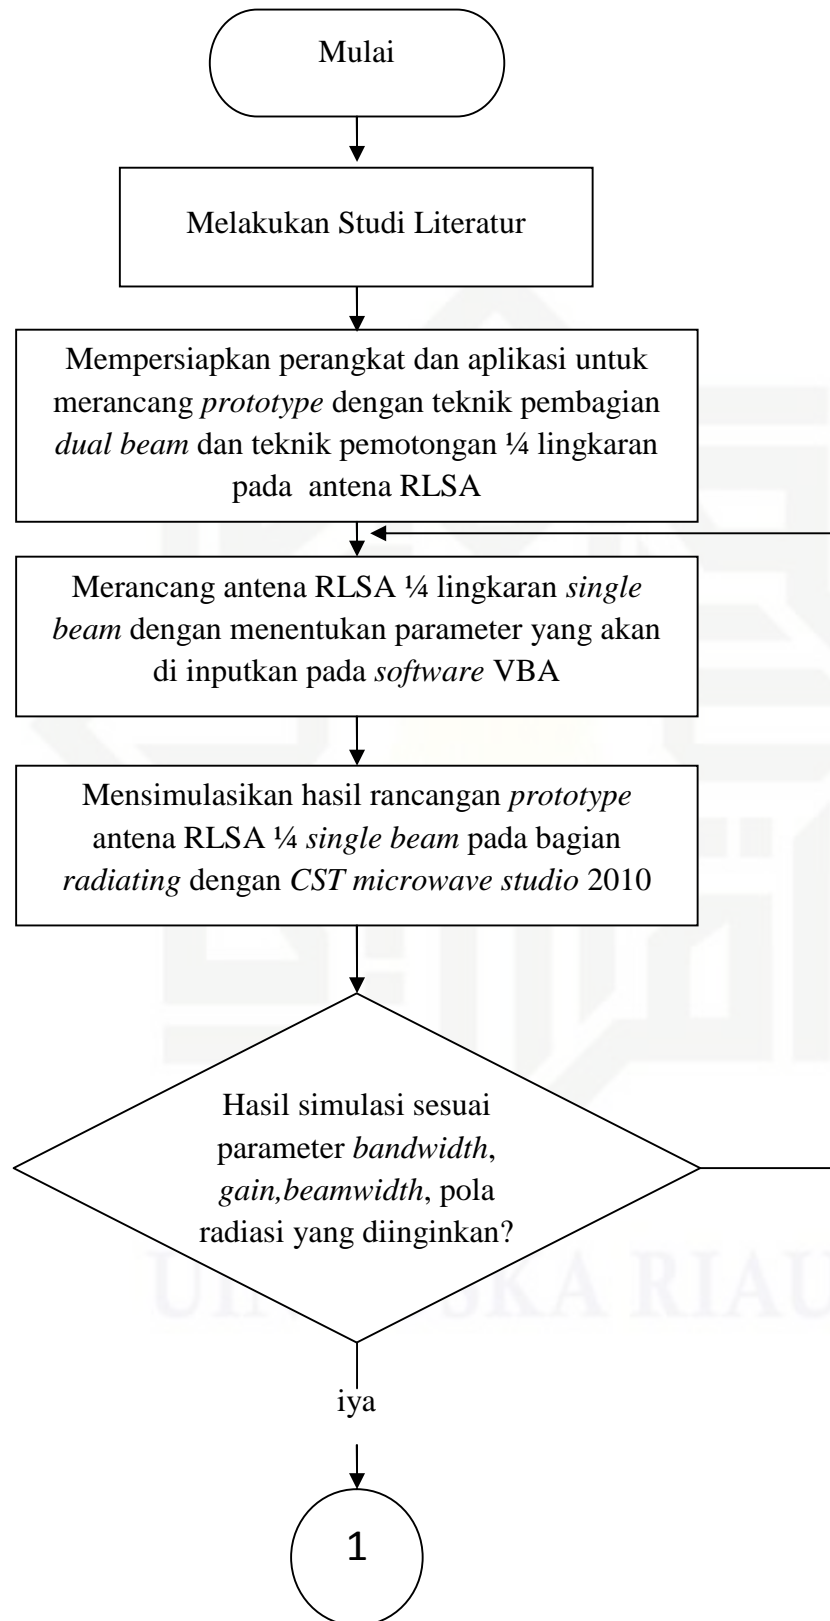 Mulai
Melakukan Studi Literatur
Mempersiapkan perangkat dan aplikasi untuk
merancang prototype dengan teknik pembagian
dual beam dan teknik pemotongan ¼ lingkaran
pada antena RLSA
Merancang antena RLSA ¼ lingkaran single
beam dengan menentukan parameter yang akan
di inputkan pada software VBA
Mensimulasikan hasil rancangan prototype
antena RLSA ¼ single beam pada bagian
radiating dengan CST microwave studio 2010
Hasil simulasi sesuai
parameter bandwidth,
gain,beamwidth, pola
radiasi yang diinginkan?
iya
1